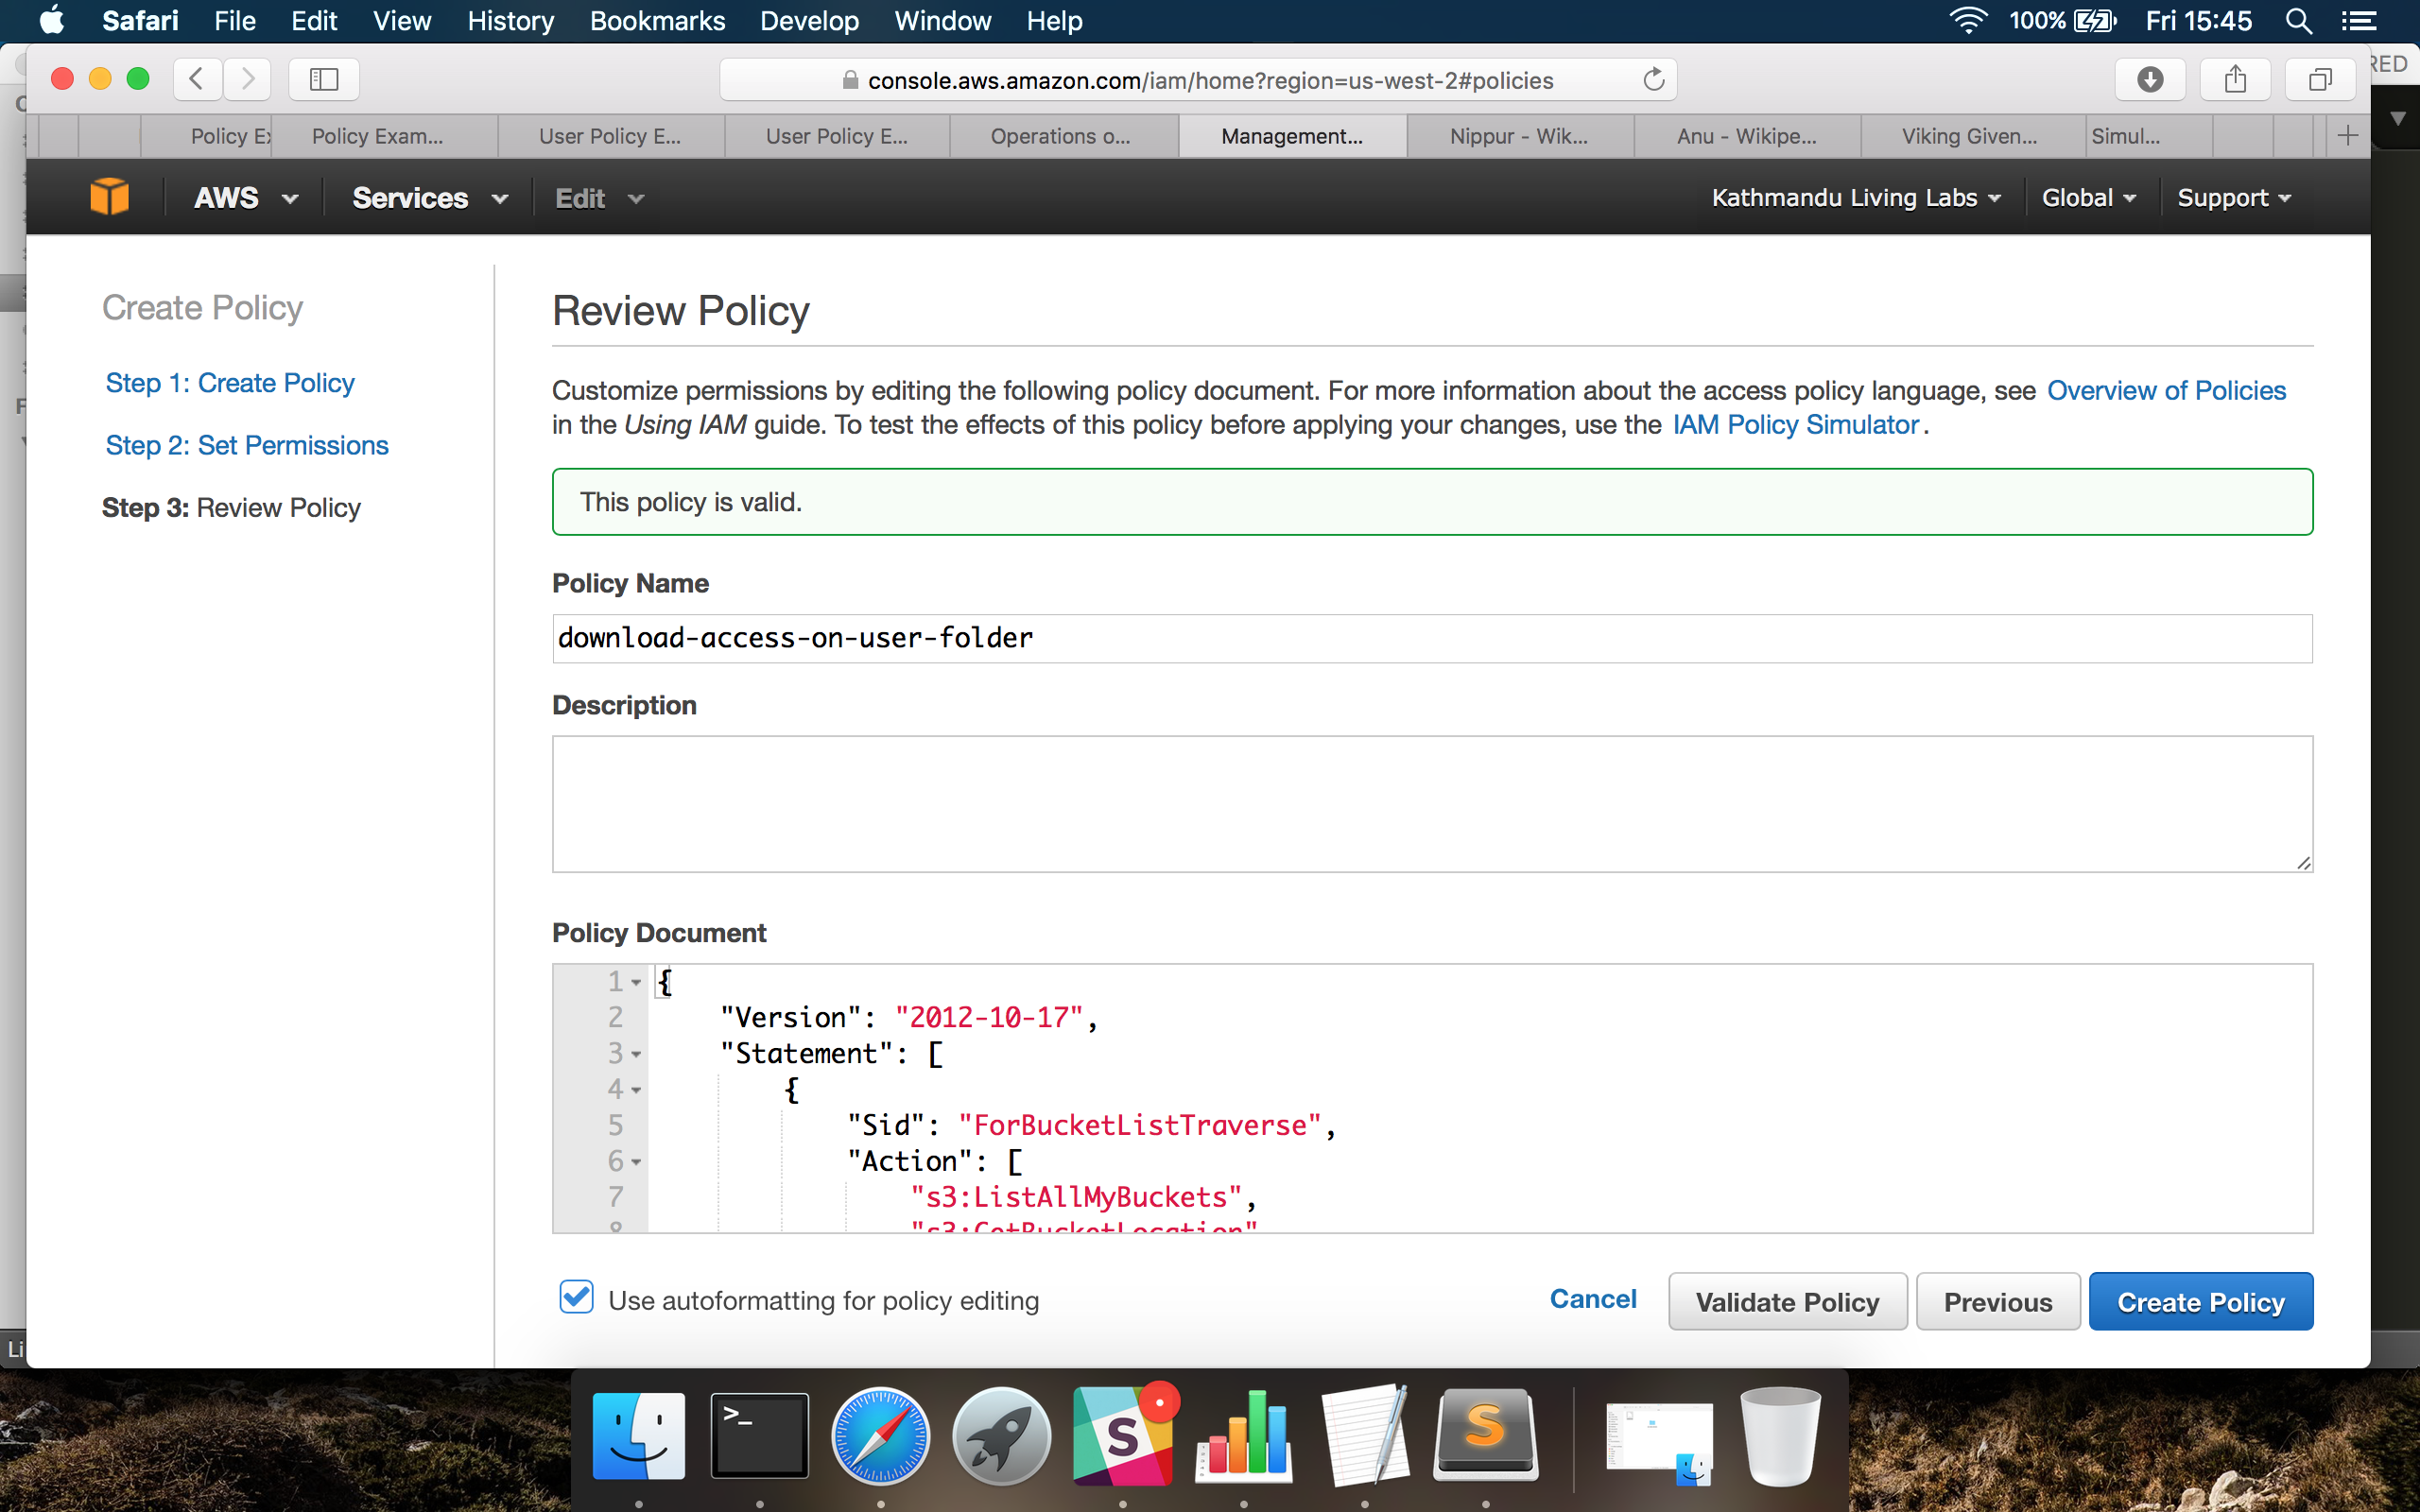 Safari File Edit View History Bookmarks Develop Window Help 100% Fri 15:45
console.aws.amazon.com/iam/home?region=us-west-2#policies
RED
Policy Ex Policy Exam... User Policy E... User Policy E... Operations o... Management... Nippur - Wik... Anu - Wikipe... Viking Given... Simul...
AWS Services Edit Kathmandu Living Labs Global Support
Create Policy
Step 1: Create Policy
Step 2: Set Permissions
Step 3: Review Policy
Review Policy
Customize permissions by editing the following policy document. For more information about the access policy language, see Overview of Policies
in the Using IAM guide. To test the effects of this policy before applying your changes, use the IAM Policy Simulator.
This policy is valid.
Policy Name
download-access-on-user-folder
Description
Policy Document
1 {
2 "Version": "2012-10-17",
3 "Statement": [
4 {
5 "Sid": "ForBucketListTraverse",
6 "Action": [
7 "s3:ListAllMyBuckets",
8 "s3:GetBucketLocation"
Use autoformatting for policy editing
Cancel Validate Policy Previous Create Policy
Li